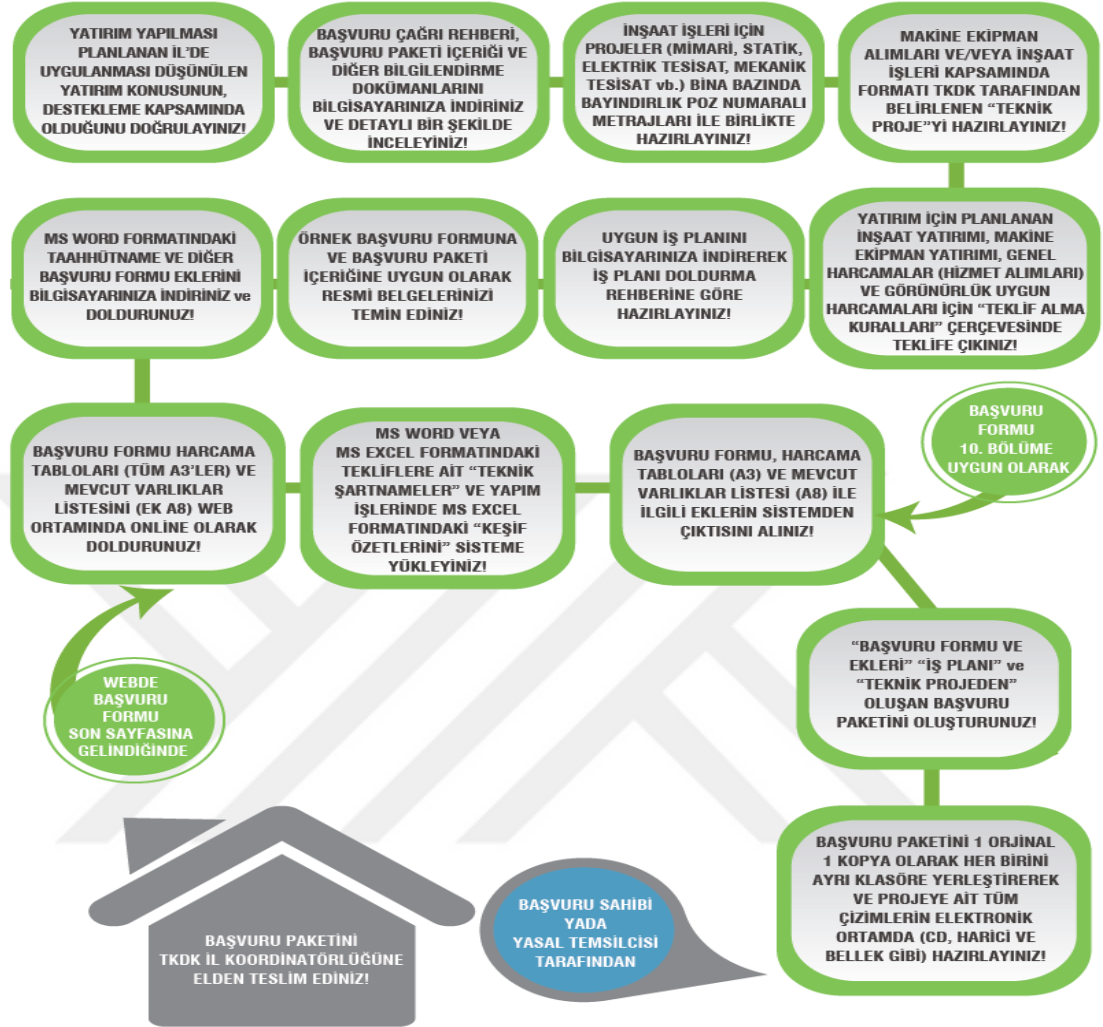 YATIRIM YAPILMASI
PLANLANAN İL'DE
UYGULANMASI DÜŞÜNÜLEN
YATIRIM KONUSUNUN,
DESTEKLEME KAPSAMINDA
OLDUĞUNU DOĞRULAYINIZ!
BAŞVURU ÇAĞRI REHBERİ,
BAŞVURU PAKETİ İÇERİĞİ VE
DİĞER BİLGİLENDİRME
DOKÜMANLARINI
BİLGİSAYARINIZA İNDİRİNİZ
VE DETAYLI BİR ŞEKİLDE
İNCELEYİNİZ!
İNŞAAT İŞLERİ İÇİN
PROJELER (MİMARİ, STATİK,
ELEKTRİK TESİSAT, MEKANİK
TESİSAT vb.) BİNA BAZINDA
BAYINDIRLIK POZ NUMARALI
METRAJLARI İLE BİRLİKTE
HAZIRLAYINIZ!
MAKİNE EKİPMAN
ALIMLARI VE/VEYA İNŞAAT
İŞLERİ KAPSAMINDA
FORMATI TKDK TARAFINDAN
BELİRLENEN “TEKNİK
PROJE”Yİ HAZIRLAYINIZ!
YATIRIM İÇİN PLANLANAN
İNŞAAT YATIRIMI, MAKİNE
EKİPMAN YATIRIMI, GENEL
HARCAMALAR (HİZMET ALIMLARI)
VE GÖRÜNÜRLÜK UYGUN
HARCAMALARI İÇİN “TEKLİF ALMA
KURALLARI” ÇERÇEVESİNDE
TEKLİFE ÇIKINIZ!
UYGUN İŞ PLANINI
BİLGİSAYARINIZA İNDİREREK
İŞ PLANI DOLDURMA
REHBERİNE GÖRE
HAZIRLAYINIZ!
ÖRNEK BAŞVURU FORMUNA
VE BAŞVURU PAKETİ
İÇERİĞİNE UYGUN OLARAK
RESMİ BELGELERİNİZİ
TEMİN EDİNİZ!
MS WORD FORMATINDAKİ
TAAHHÜTNAME VE DİĞER
BAŞVURU FORMU EKLERİNİ
BİLGİSAYARINIZA İNDİRİNİZ ve
DOLDURUNUZ!
BAŞVURU FORMU HARCAMA
TABLOLARI (TÜM A3'LER) VE
MEVCUT VARLIKLAR
LİSTESİNİ (EK A8) WEB
ORTAMINDA ONLINE OLARAK
DOLDURUNUZ!
WEBDE
BAŞVURU
FORMU
SON SAYFASINA
GELİNDİĞİNDE
MS WORD VEYA
MS EXCEL FORMATINDAKİ
TEKLİFLERE AİT “TEKNİK
ŞARTNAMELER” VE YAPIM
İŞLERİNDE MS EXCEL
FORMATINDAKİ “KEŞİF
ÖZETLERİNİ” SİSTEME
YÜKLEYİNİZ!
BAŞVURU FORMU, HARCAMA
TABLOLARI (A3) VE MEVCUT
VARLIKLAR LİSTESİ (A8) İLE
İLGİLİ EKLERİN SİSTEMDEN
ÇIKTISINI ALINIZ!
BAŞVURU
FORMU
10. BÖLÜME
UYGUN OLARAK
“BAŞVURU FORMU VE
EKLERİ” “İŞ PLANI” ve
“TEKNİK PROJEDEN”
OLUŞAN BAŞVURU
PAKETİNİ OLUŞTURUNUZ!
BAŞVURU PAKETİNİ 1 ORJİNAL
1 KOPYA OLARAK HER BİRİNİ
AYRI KLASÖRE YERLEŞTİREREK
VE PROJEYE AİT TÜM
ÇİZİMLERİN ELEKTRONİK
ORTAMDA (CD, HARİCİ VE
BELLEK GİBİ) HAZIRLAYINIZ!
BAŞVURU SAHİBİ
YADA
YASAL TEMSİLCİSİ
TARAFINDAN
BAŞVURU PAKETİNİ
TKDK İL KOORDİNATÖRLÜĞÜNE
ELDEN TESLİM EDİNİZ!